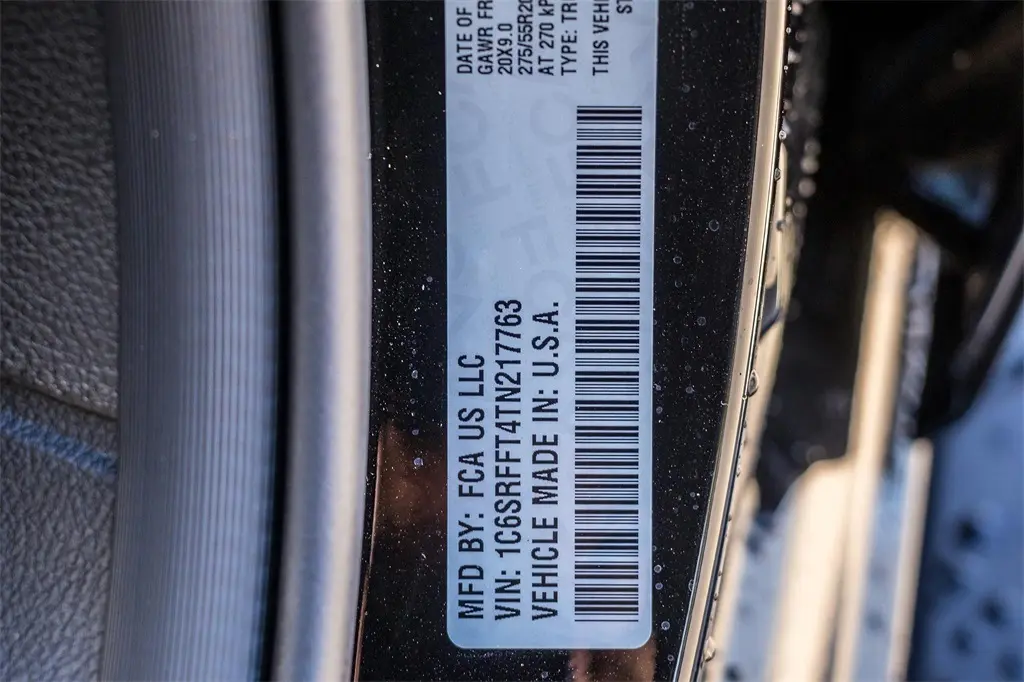 MFD BY: FCA US LLC
VIN: 1C6SRFFT4TN217763
VEHICLE MADE IN: U.S.A.
DATE OF
GAWR FR
20X9.0
275/55R20
AT 270 kP
TYPE: TR
THIS VEHI
ST